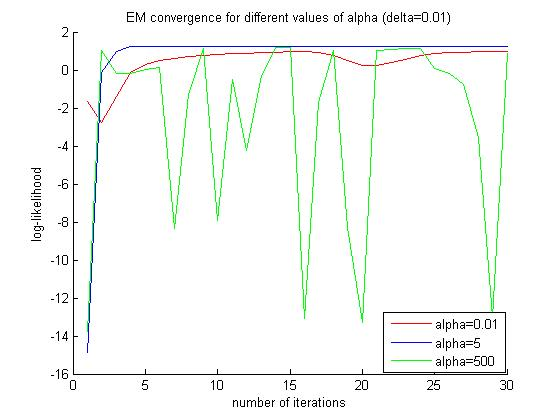 EM convergence for different values of alpha (delta=0.01)
2
0
-2
-4
-6
-8
-10
-12
-14
-16
log-likelihood
0 5 10 15 20 25 30
number of iterations
alpha=0.01
alpha=5
alpha=500